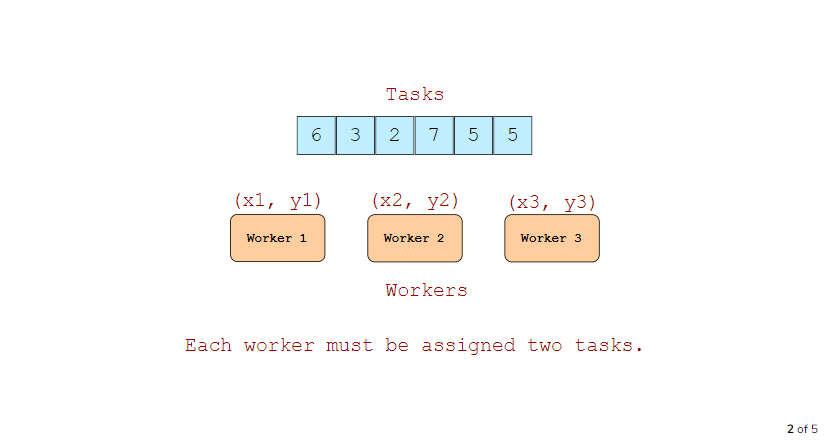 Tasks
6 3 2 7 5 5
(x1, y1) (x2, y2) (x3, y3)
Worker 1 Worker 2 Worker 3
Workers
Each worker must be assigned two tasks.
2 of 5